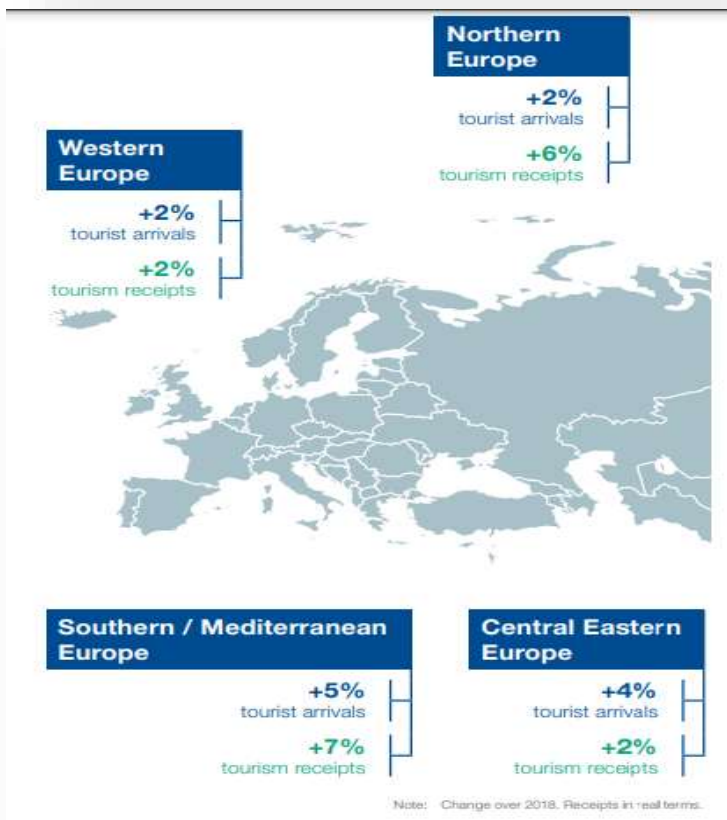 Northern
Europe
+2%
tourist arrivals
+6%
tourism receipts
Western
Europe
+2%
tourist arrivals
+2%
tourism receipts
Southern / Mediterranean
Europe
+5%
tourist arrivals
+7%
tourism receipts
Central Eastern
Europe
+4%
tourist arrivals
+2%
tourism receipts
Note: Change over 2018. Receipts in real terms.